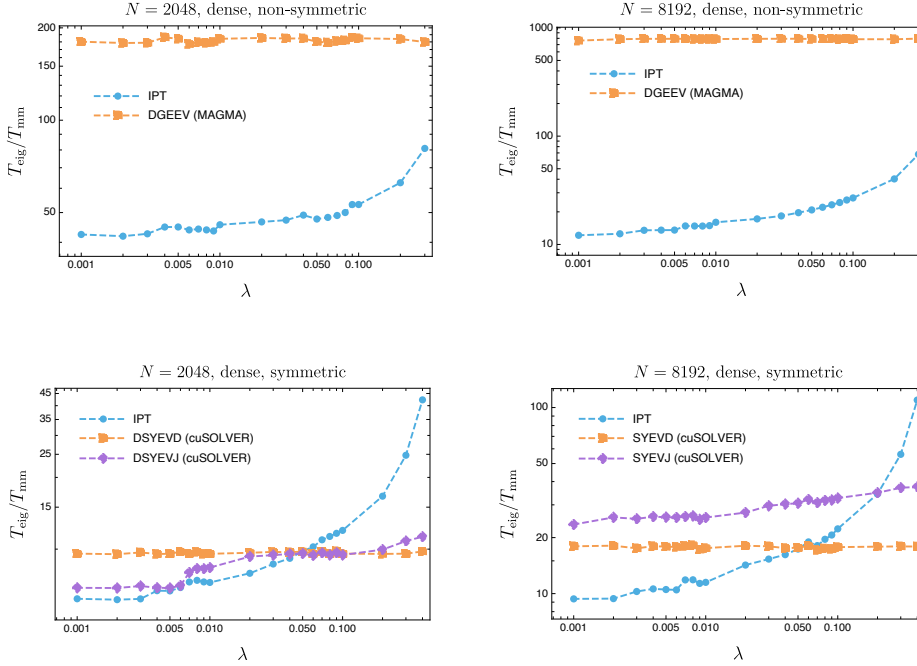 N = 2048, dense, non-symmetric
200
150
100
50
T_eig/T_mm
IPT
DGEEV (MAGMA)
0.001 0.005 0.010 0.050 0.100
λ
N = 8192, dense, non-symmetric
1000
500
100
50
10
T_eig/T_mm
IPT
DGEEV (MAGMA)
0.001 0.005 0.010 0.050 0.100
λ
N = 2048, dense, symmetric
45
35
25
15
T_eig/T_mm
IPT
DSYEVD (cuSOLVER)
DSYEVJ (cuSOLVER)
0.001 0.005 0.010 0.050 0.100
λ
N = 8192, dense, symmetric
100
50
20
10
T_eig/T_mm
IPT
SYEVD (cuSOLVER)
SYEVJ (cuSOLVER)
0.001 0.005 0.010 0.050 0.100
λ